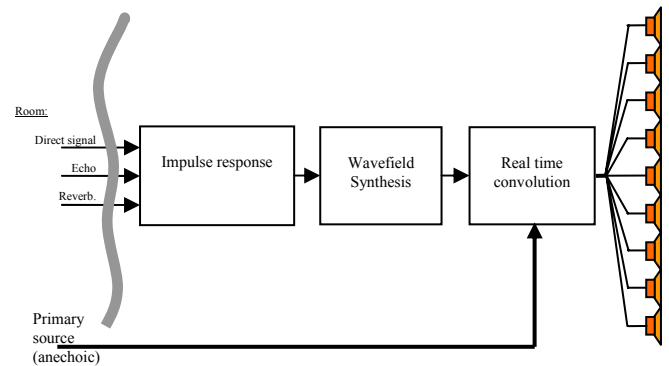 Room:
Direct signal
Echo
Reverb.
Impulse response
Wavefield
Synthesis
Real time
convolution
Primary
source
(anechoic)